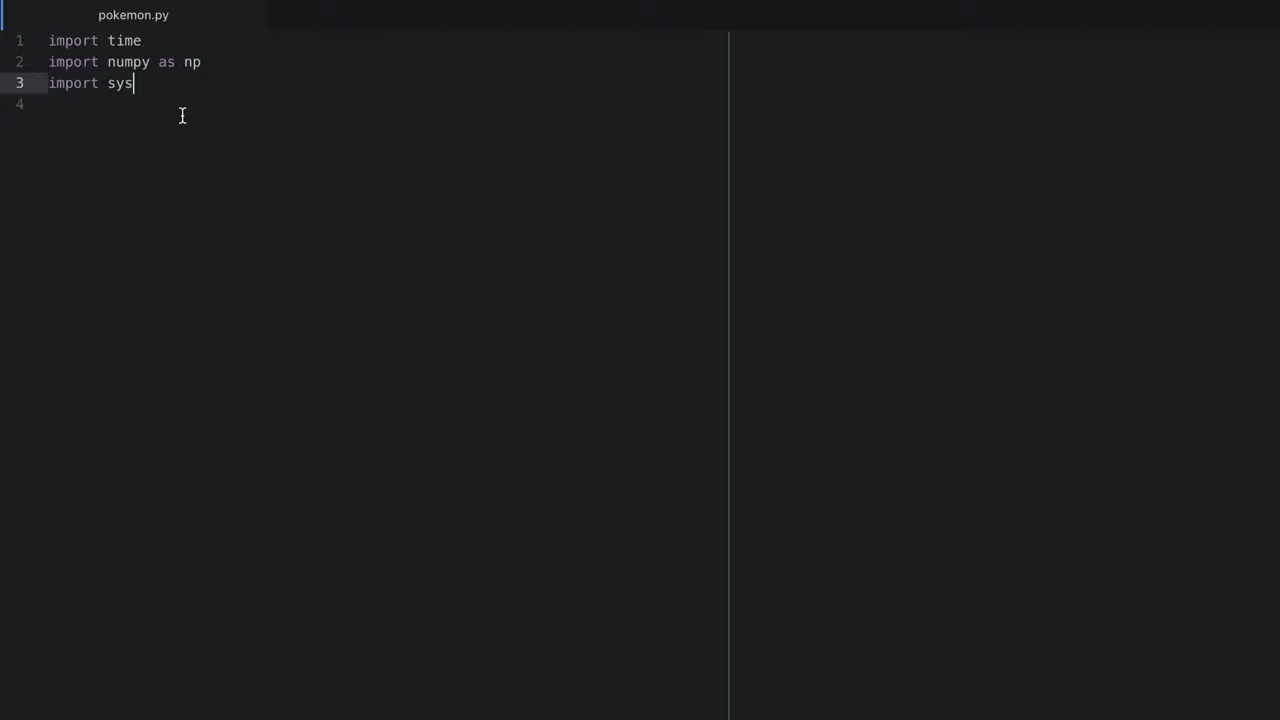 pokemon.py
1 import time
2 import numpy as np
3 import sys
4